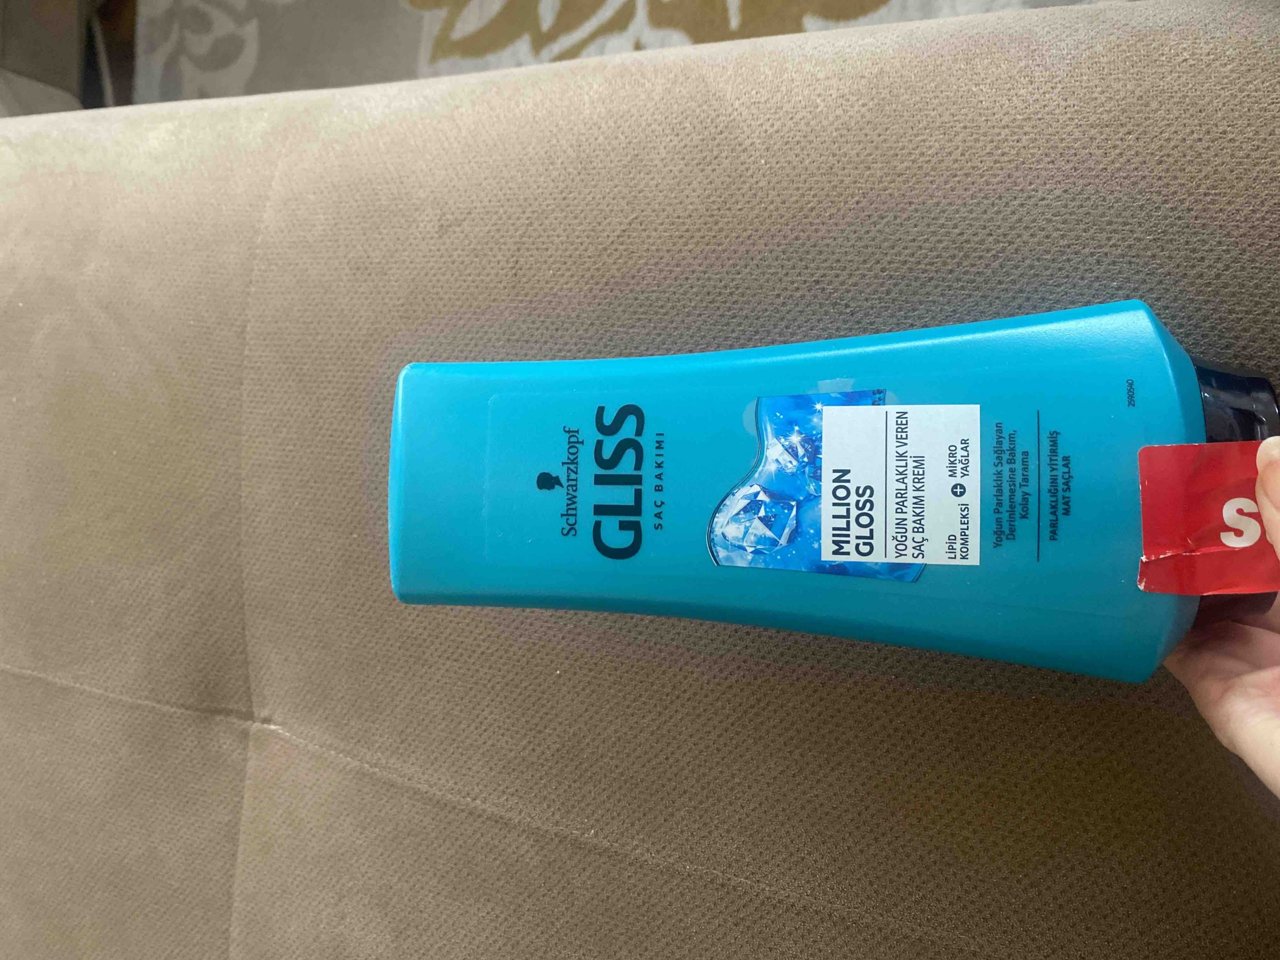 Schwarzkopf
GLISS
SAÇ BAKIMI
MILLION
GLOSS
YOĞUN PARLAKLIK VEREN
SAÇ BAKIM KREMİ
LİPİD
KOMPLEKSİ + MİKRO
YAĞLAR
Yoğun Parlaklık Sağlayan
Derinlemesine Bakım,
Kolay Tarama
PARLAKLIĞINI YİTİRMİŞ
MAT SAÇLAR
2590540
S